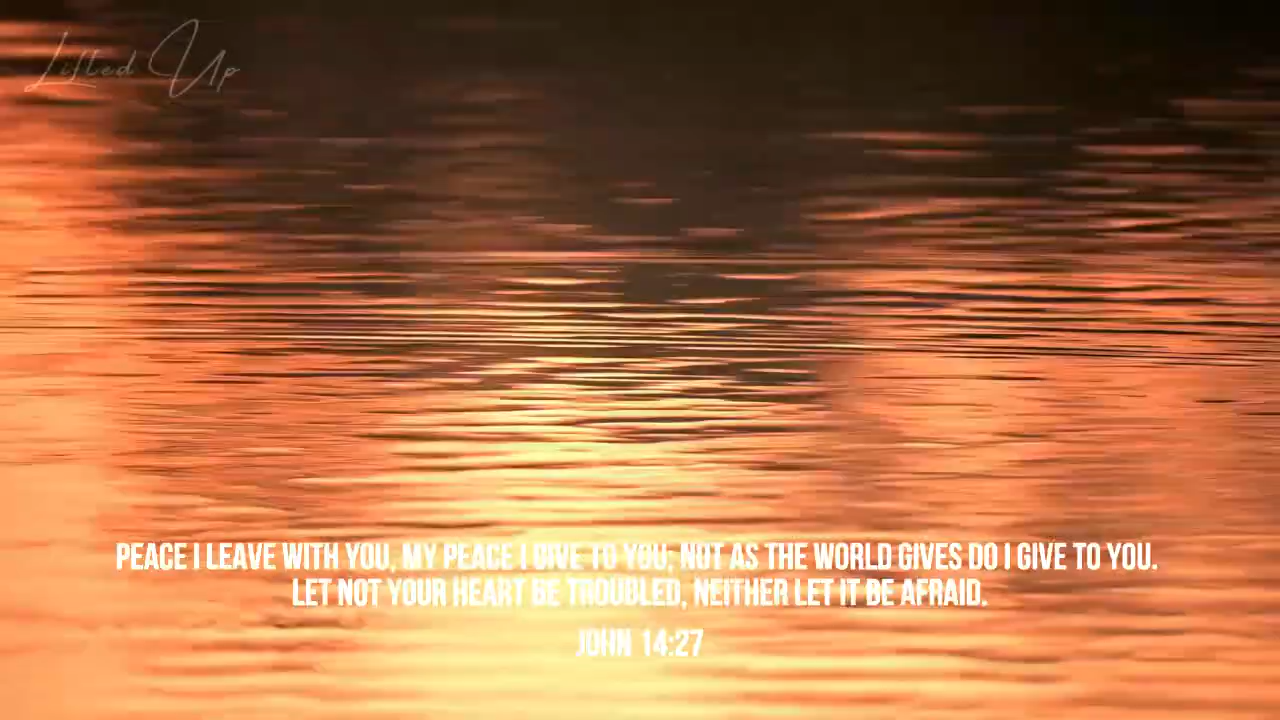 Lifted Up
PEACE I LEAVE WITH YOU, MY PEACE I GIVE TO YOU; NOT AS THE WORLD GIVES DO I GIVE TO YOU.
LET NOT YOUR HEART BE TROUBLED, NEITHER LET IT BE AFRAID.
JOHN 14:27